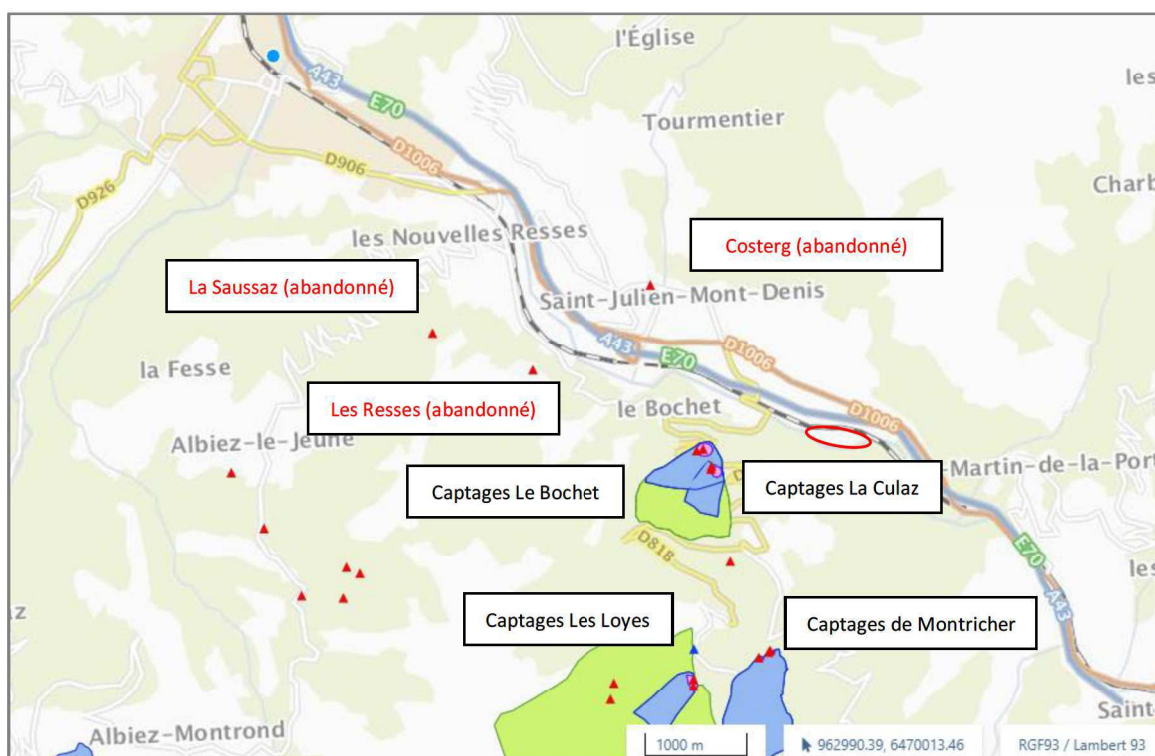 l'Église
les
A43
E70
Tourmentier
D1006
D906
D926
Charb
les Nouvelles Resses
Costerg (abandonné)
La Saussaz (abandonné)
Saint-Julien-Mont-Denis
A43
E70
D1006
la Fesse
Les Resses (abandonné)
le Bochet
D1006
Albiez-le-Jeune
-Martin-de-la-Port
Captages Le Bochet
Captages La Culaz
D
D81B
E70
les
A43
az
Captages Les Loyes
Captages de Montricher
Saint-
Albiez-Montrond
1000 m
962990.39, 6470013.46
RGF93 / Lambert 93